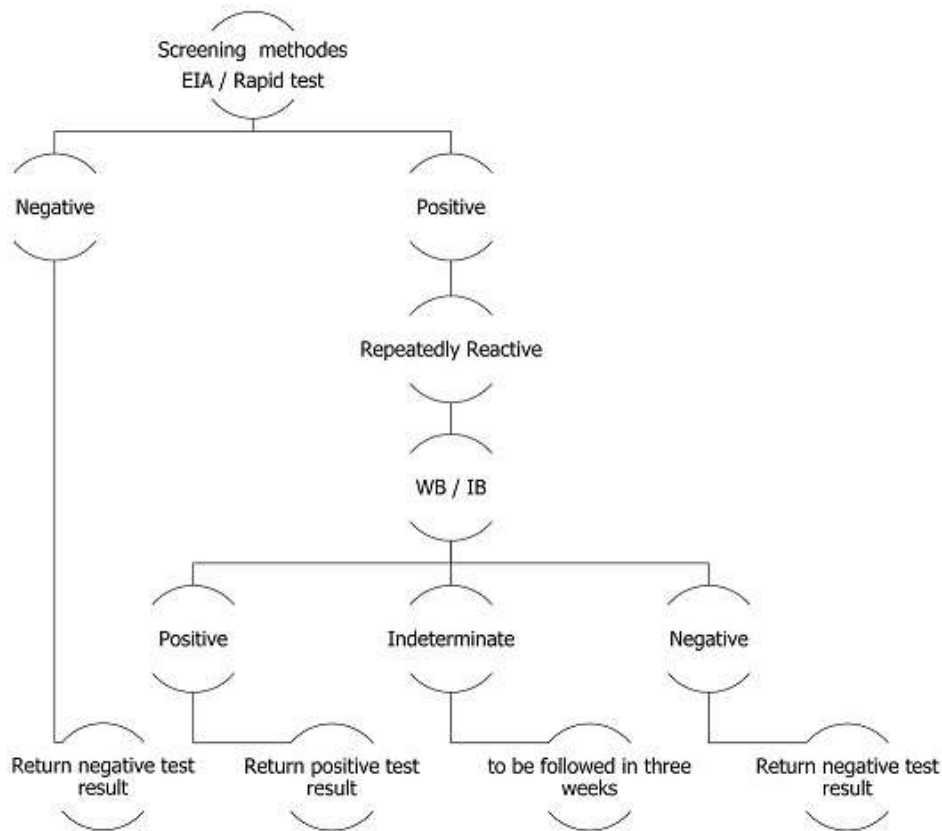 Screening methodes
EIA / Rapid test
Negative
Positive
Repeatedly Reactive
WB / IB
Positive
Indeterminate
Negative
Return negative test
result
Return positive test
result
to be followed in three
weeks
Return negative test
result